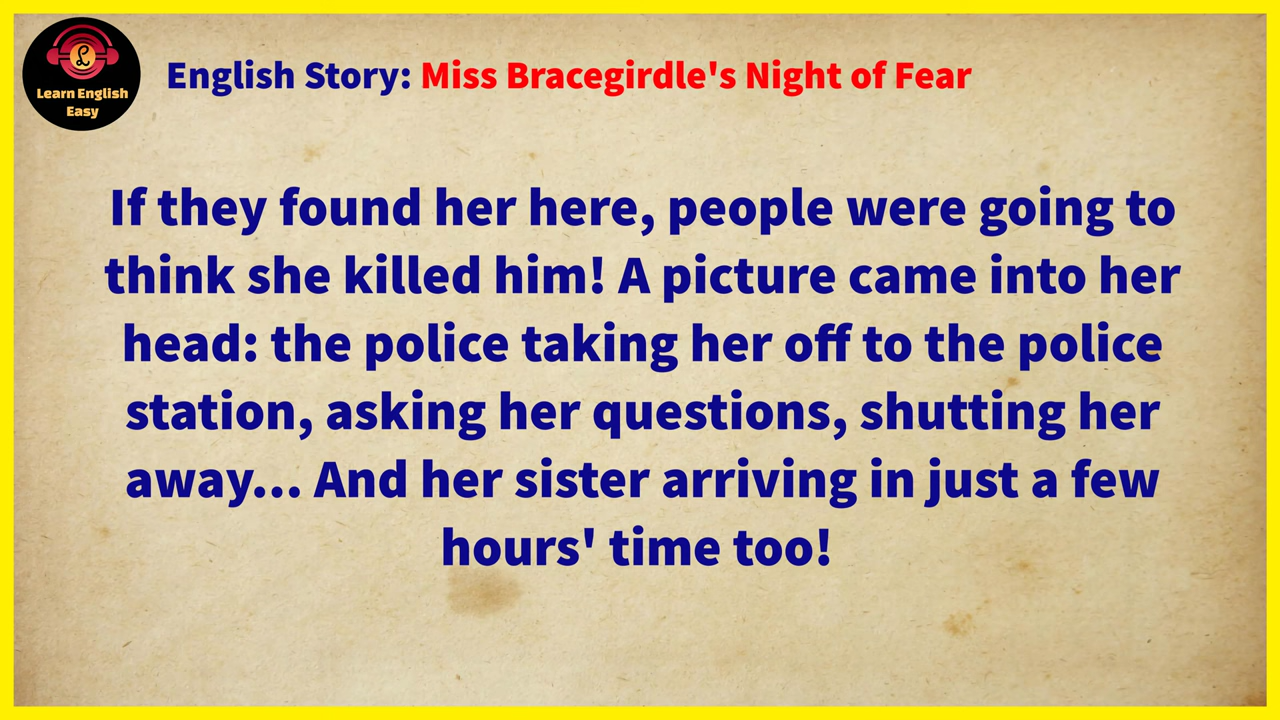 Learn English
Easy
English Story: Miss Bracegirdle's Night of Fear
If they found her here, people were going to
think she killed him! A picture came into her
head: the police taking her off to the police
station, asking her questions, shutting her
away... And her sister arriving in just a few
hours' time too!